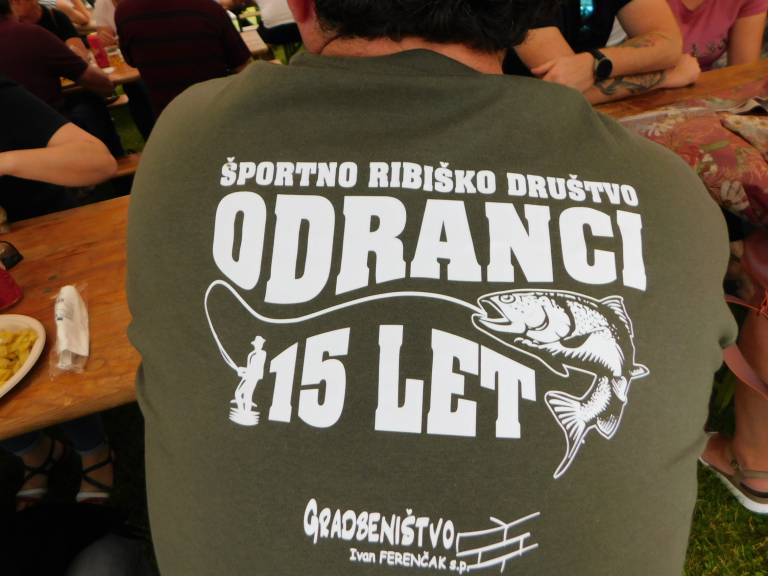 ŠPORTNO RIBIŠKO DRUŠTVO
ODRANCI
15 LET
GRADBENIŠTVO
Ivan FERENČAK s.p.